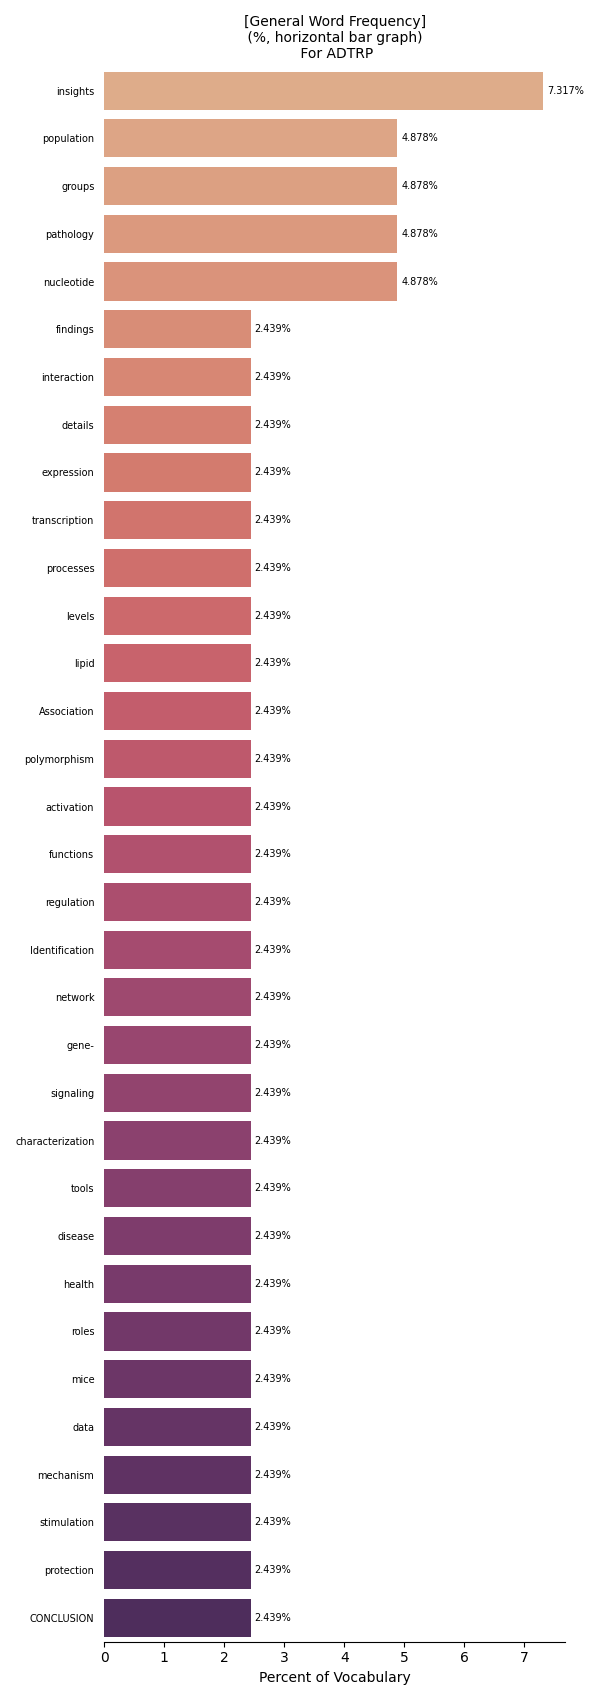 [General Word Frequency]
(%, horizontal bar graph)
For ADTRP
insights 7.317%
population 4.878%
groups 4.878%
pathology 4.878%
nucleotide 4.878%
findings 2.439%
interaction 2.439%
details 2.439%
expression 2.439%
transcription 2.439%
processes 2.439%
levels 2.439%
lipid 2.439%
Association 2.439%
polymorphism 2.439%
activation 2.439%
functions 2.439%
regulation 2.439%
Identification 2.439%
network 2.439%
gene- 2.439%
signaling 2.439%
characterization 2.439%
tools 2.439%
disease 2.439%
health 2.439%
roles 2.439%
mice 2.439%
data 2.439%
mechanism 2.439%
stimulation 2.439%
protection 2.439%
CONCLUSION 2.439%
0 1 2 3 4 5 6 7
Percent of Vocabulary